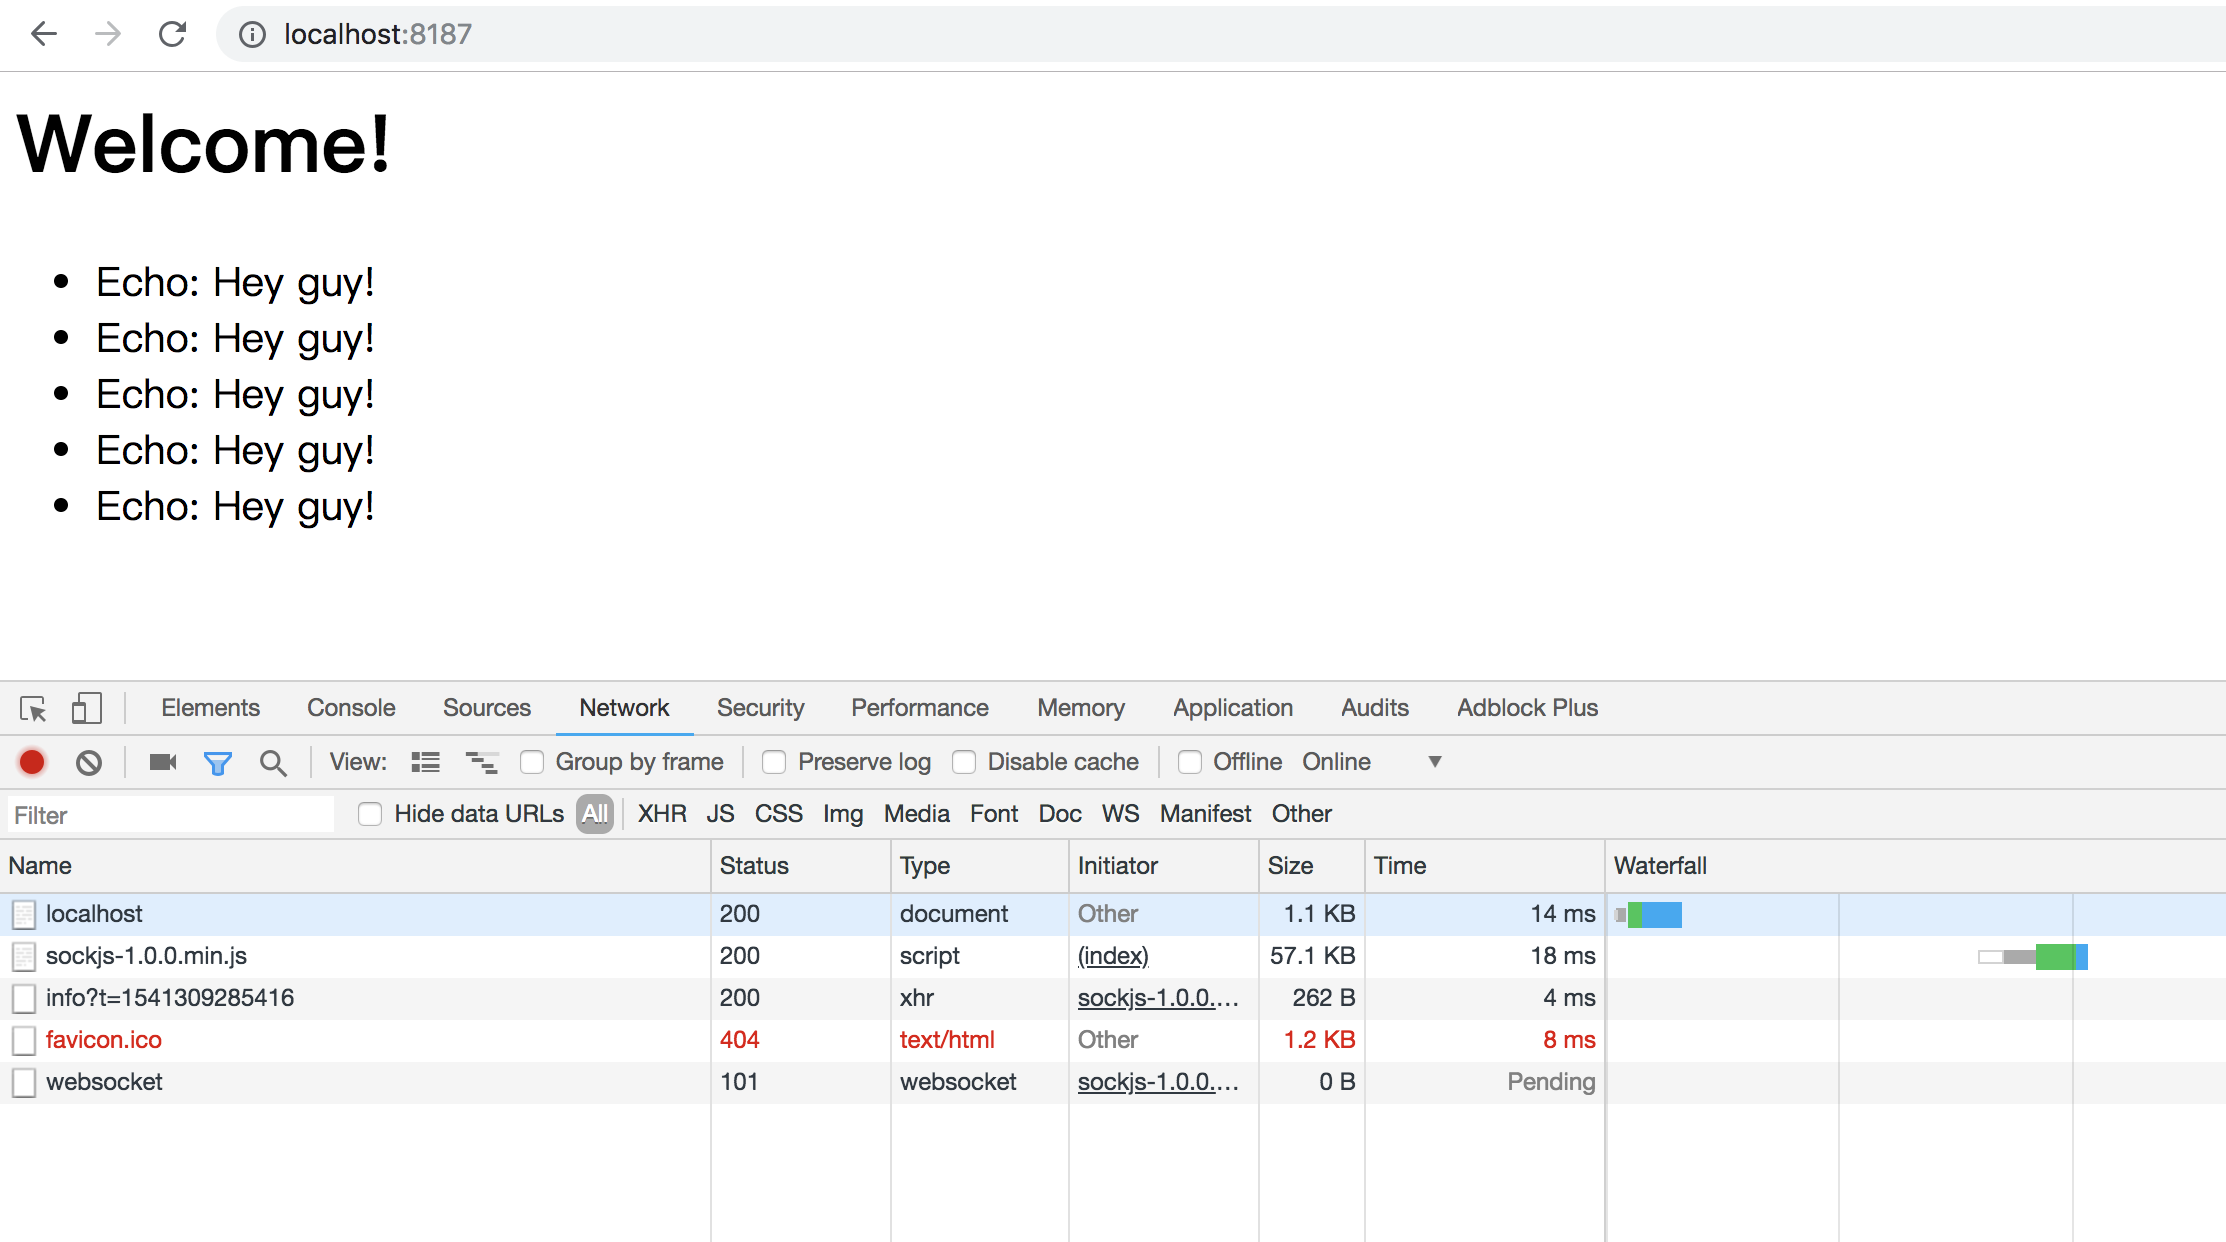 localhost:8187
Welcome!
• Echo: Hey guy!
• Echo: Hey guy!
• Echo: Hey guy!
• Echo: Hey guy!
• Echo: Hey guy!
Elements Console Sources Network Security Performance Memory Application Audits Adblock Plus
View: Group by frame Preserve log Disable cache Offline Online ▼
Filter Hide data URLs All XHR JS CSS Img Media Font Doc WS Manifest Other
Name Status Type Initiator Size Time Waterfall
localhost 200 document Other 1.1 KB 14 ms
sockjs-1.0.0.min.js 200 script (index) 57.1 KB 18 ms
info?t=1541309285416 200 xhr sockjs-1.0.0.… 262 B 4 ms
favicon.ico 404 text/html Other 1.2 KB 8 ms
websocket 101 websocket sockjs-1.0.0.… 0 B Pending